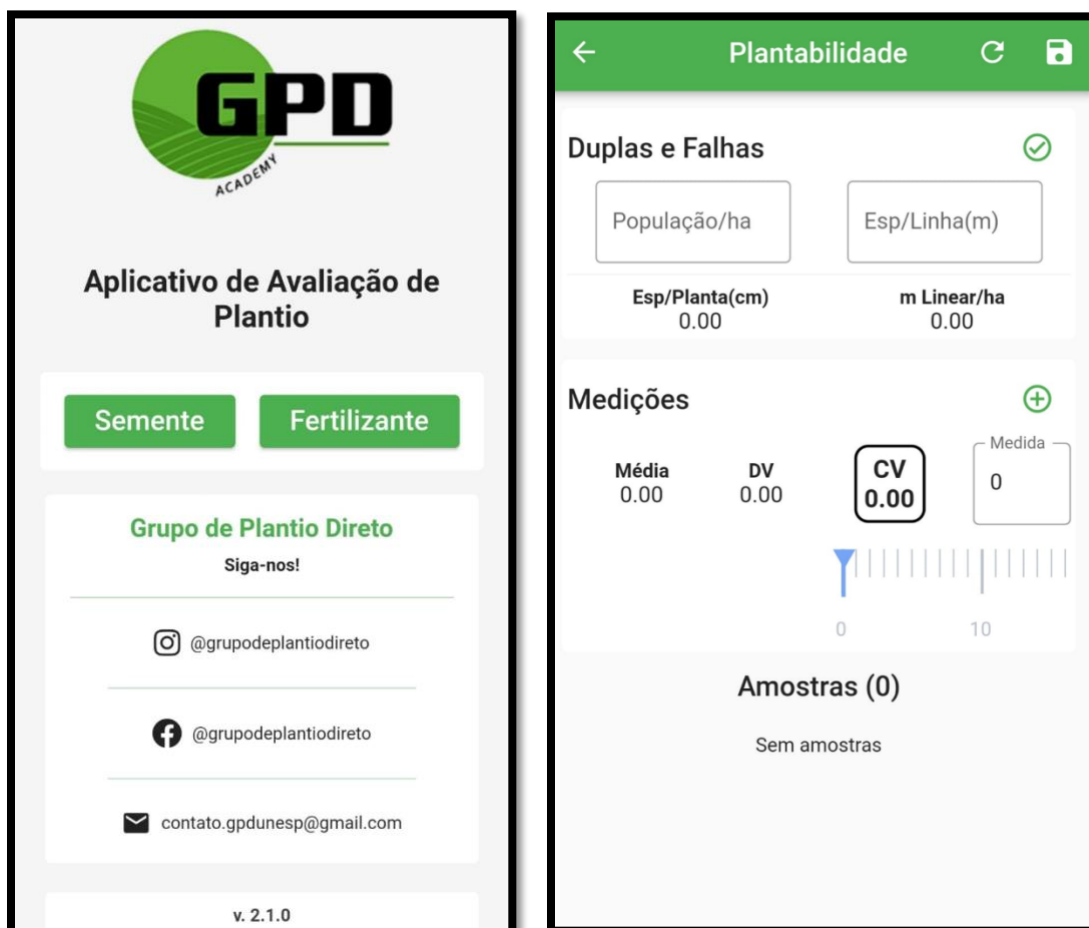 GPD
ACADEMY
Aplicativo de Avaliação de
Plantio
Semente
Fertilizante
Grupo de Plantio Direto
Siga-nos!
@grupodeplantiodireto
@grupodeplantiodireto
contato.gpdunesp@gmail.com
v. 2.1.0
Plantabilidade
Duplas e Falhas
População/ha
Esp/Linha(m)
Esp/Planta(cm) m Linear/ha
0.00 0.00
Medições
Medida
Média DV CV
0.00 0.00 0.00 0
0 10
Amostras (0)
Sem amostras